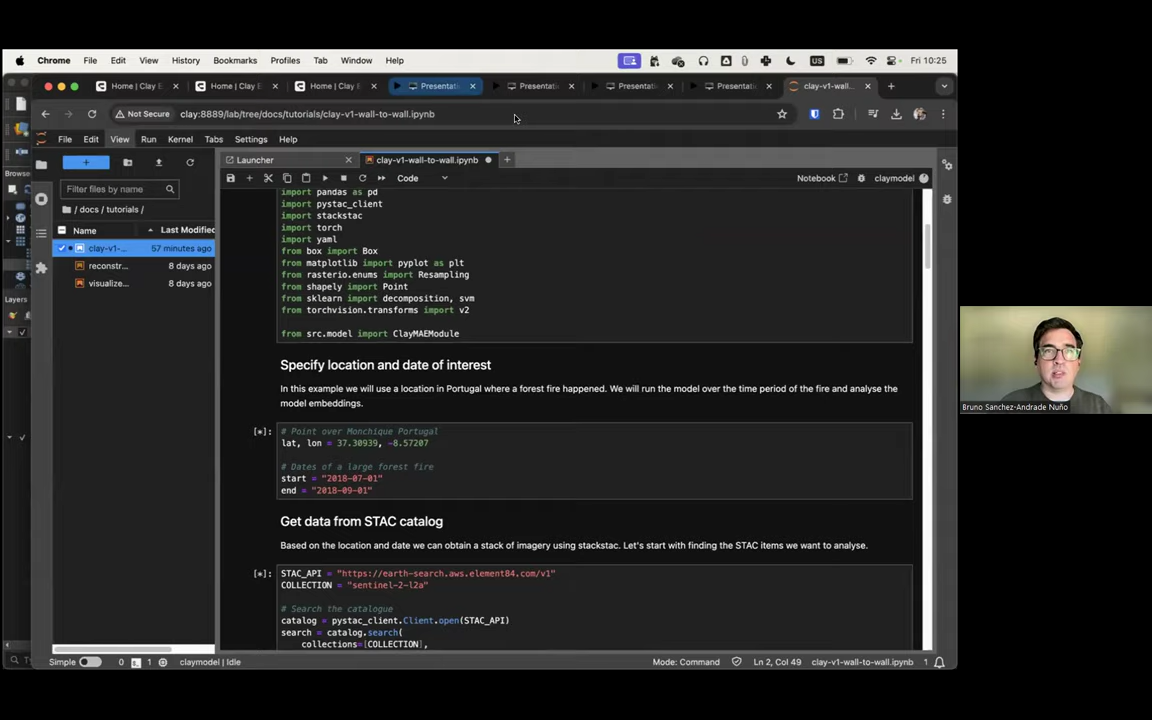 Chrome File Edit View History Bookmarks Profiles Tab Window Help US Fri 10:25
Home | Clay E Home | Clay E Home | Clay E Presentati Presentati Presentati Presentati clay-v1-wall
Not Secure clay:8889/lab/tree/docs/tutorials/clay-v1-wall-to-wall.ipynb
File Edit View Run Kernel Tabs Settings Help
Launcher clay-v1-wall-to-wall.ipynb
Code Notebook claymodel
Filter files by name
/ docs / tutorials /
Name Last Modified
clay-v1-... 57 minutes ago
reconstr... 8 days ago
visualize... 8 days ago
Browse
Layers
import pandas as pd
import pystac_client
import stackstac
import torch
import yaml
from box import Box
from matplotlib import pyplot as plt
from rasterio.enums import Resampling
from shapely import Point
from sklearn import decomposition, svm
from torchvision.transforms import v2
from src.model import ClayMAEModule
Specify location and date of interest
In this example we will use a location in Portugal where a forest fire happened. We will run the model over the time period of the fire and analyse the
model embeddings.
[*]: # Point over Monchique Portugal
lat, lon = 37.30939, -8.57207
# Dates of a large forest fire
start = "2018-07-01"
end = "2018-09-01"
Get data from STAC catalog
Based on the location and date we can obtain a stack of imagery using stackstac. Let's start with finding the STAC items we want to analyse.
[*]: STAC_API = "https://earth-search.aws.element84.com/v1"
COLLECTION = "sentinel-2-l2a"
# Search the catalogue
catalog = pystac_client.Client.open(STAC_API)
search = catalog.search(
collections=[COLLECTION],
Simple 0 1 claymodel | Idle Mode: Command Ln 2, Col 49 clay-v1-wall-to-wall.ipynb 1
Bruno Sanchez-Andrade Nuño